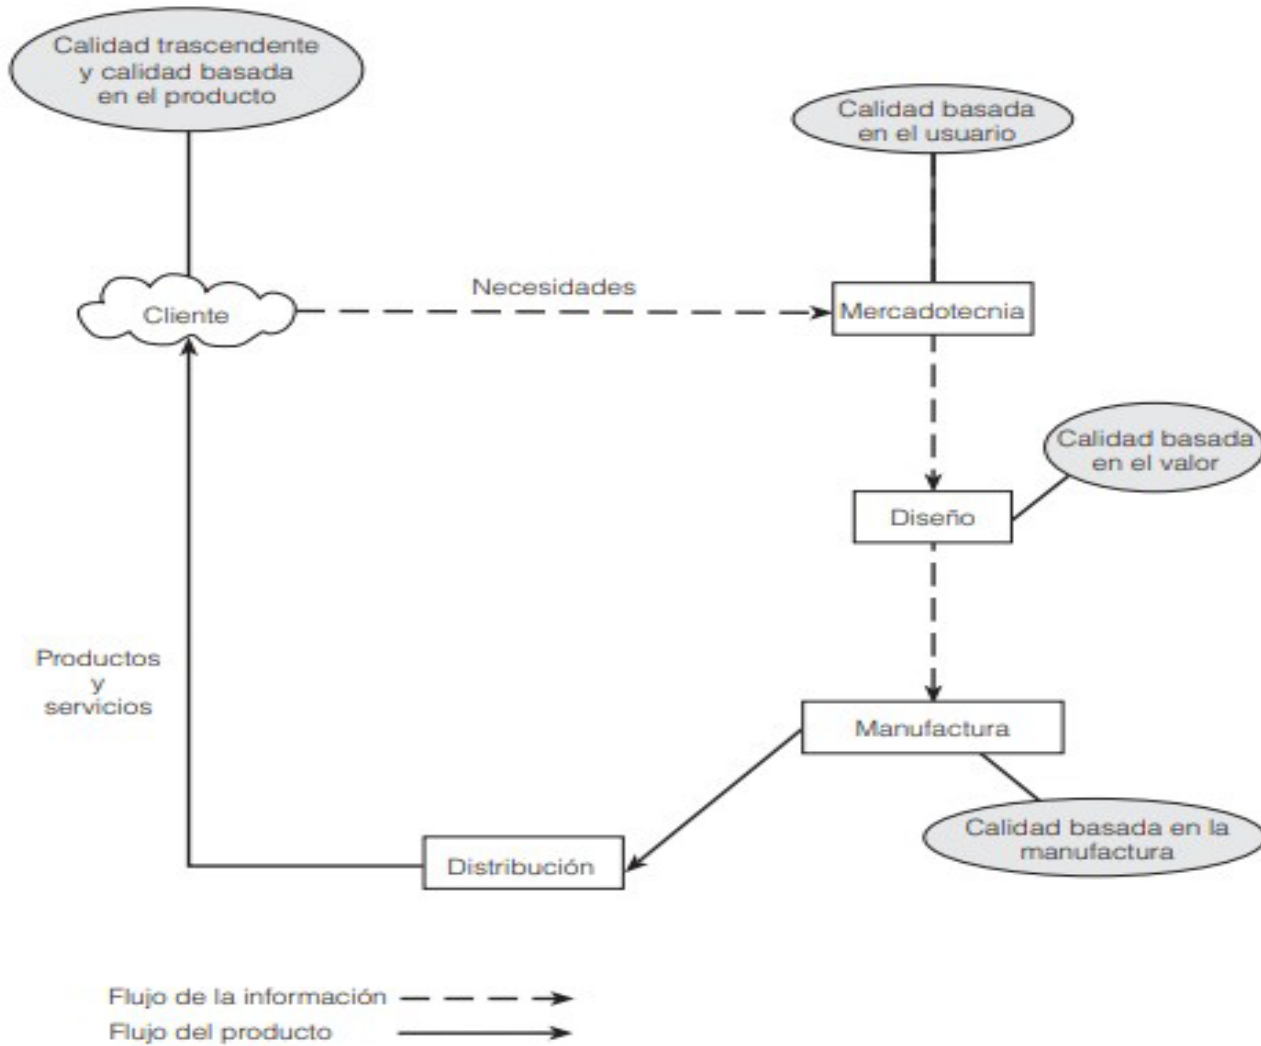 Calidad trascendente
y calidad basada
en el producto
Calidad basada
en el usuario
Necesidades
Cliente
Mercadotecnia
Calidad basada
en el valor
Diseño
Productos
y
servicios
Manufactura
Calidad basada en la
manufactura
Distribución
Flujo de la información
Flujo del producto